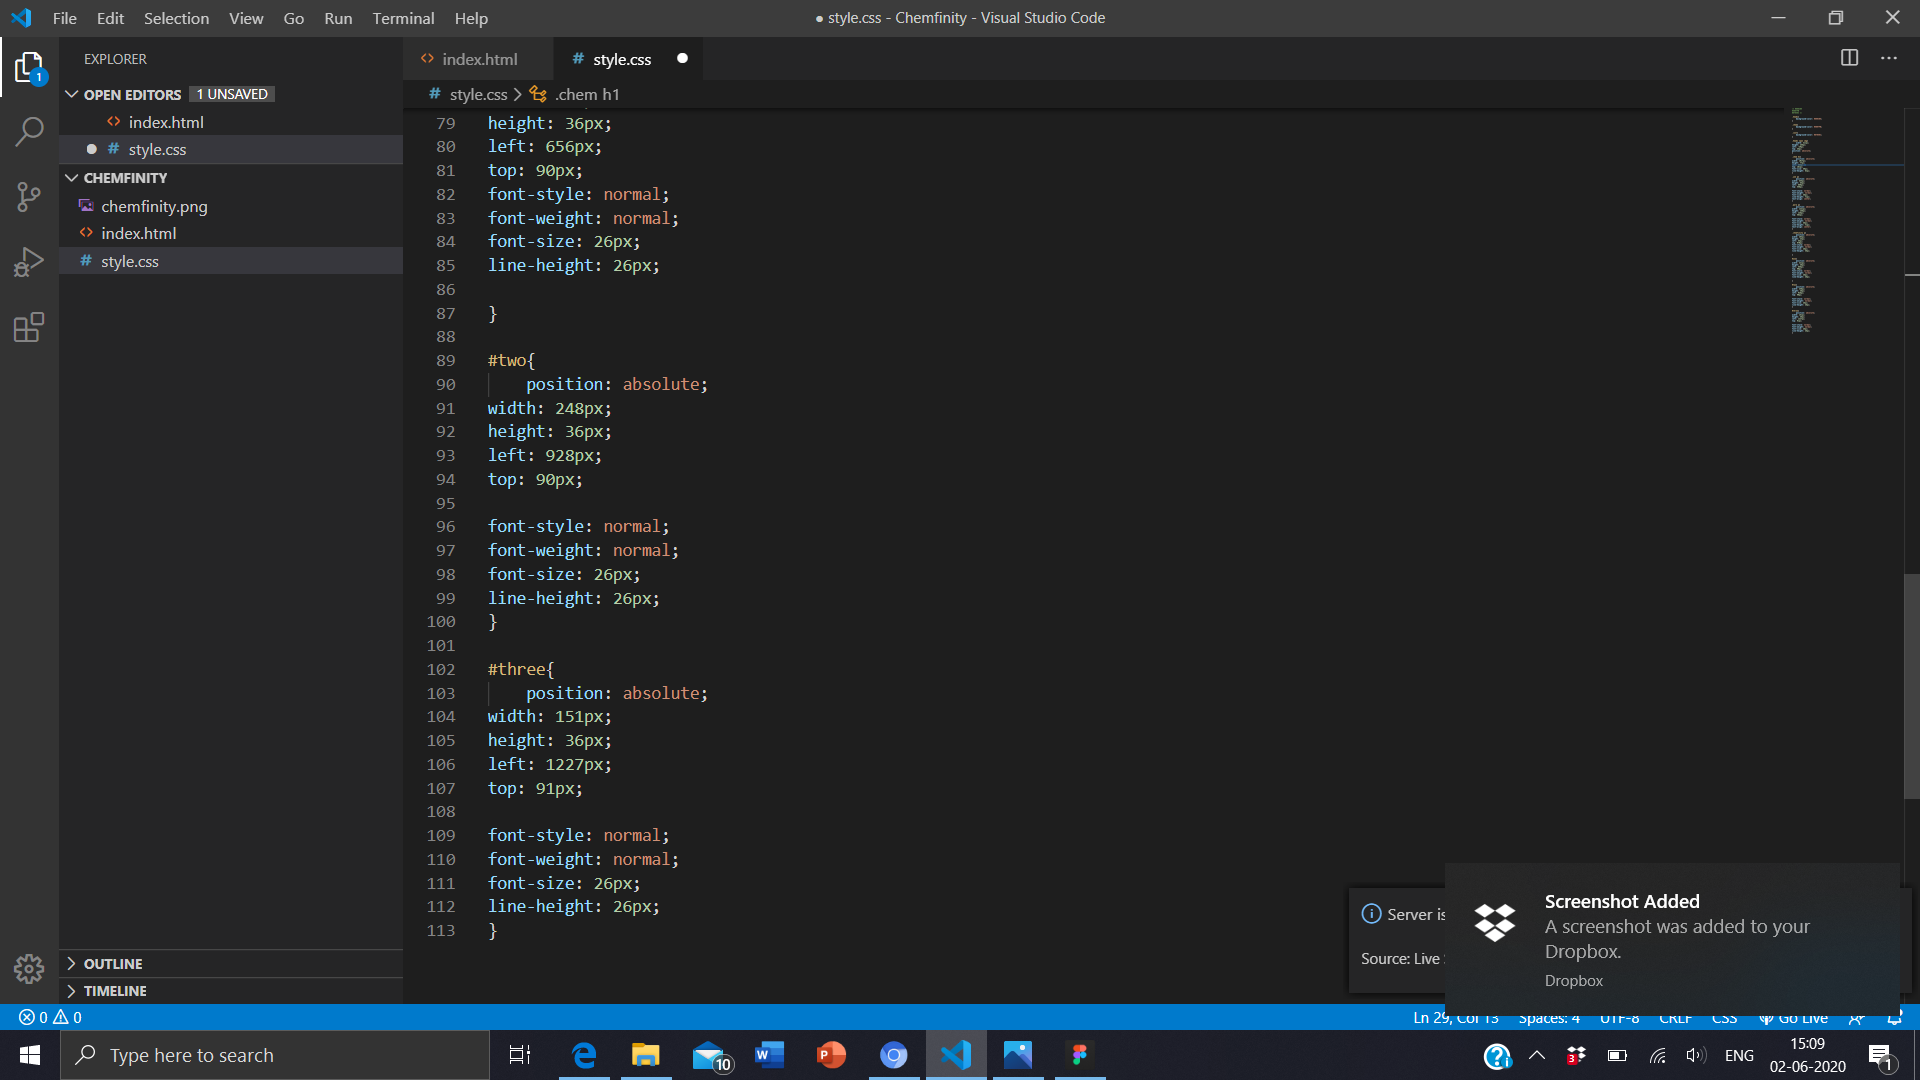 File Edit Selection View Go Run Terminal Help
● style.css - Chemfinity - Visual Studio Code
EXPLORER
OPEN EDITORS 1 UNSAVED
index.html
style.css
CHEMFINITY
chemfinity.png
index.html
style.css
OUTLINE
TIMELINE
index.html
style.css
style.css > .chem h1
79 height: 36px;
80 left: 656px;
81 top: 90px;
82 font-style: normal;
83 font-weight: normal;
84 font-size: 26px;
85 line-height: 26px;
86
87 }
88
89 #two{
90 position: absolute;
91 width: 248px;
92 height: 36px;
93 left: 928px;
94 top: 90px;
95
96 font-style: normal;
97 font-weight: normal;
98 font-size: 26px;
99 line-height: 26px;
100 }
101
102 #three{
103 position: absolute;
104 width: 151px;
105 height: 36px;
106 left: 1227px;
107 top: 91px;
108
109 font-style: normal;
110 font-weight: normal;
111 font-size: 26px;
112 line-height: 26px;
113 }
Server is
Source: Live
Screenshot Added
A screenshot was added to your
Dropbox.
Dropbox
0 0
Ln 29, Col 13 Spaces: 4 UTF-8 CRLF CSS Go Live
Type here to search
10
ENG
15:09
02-06-2020
1